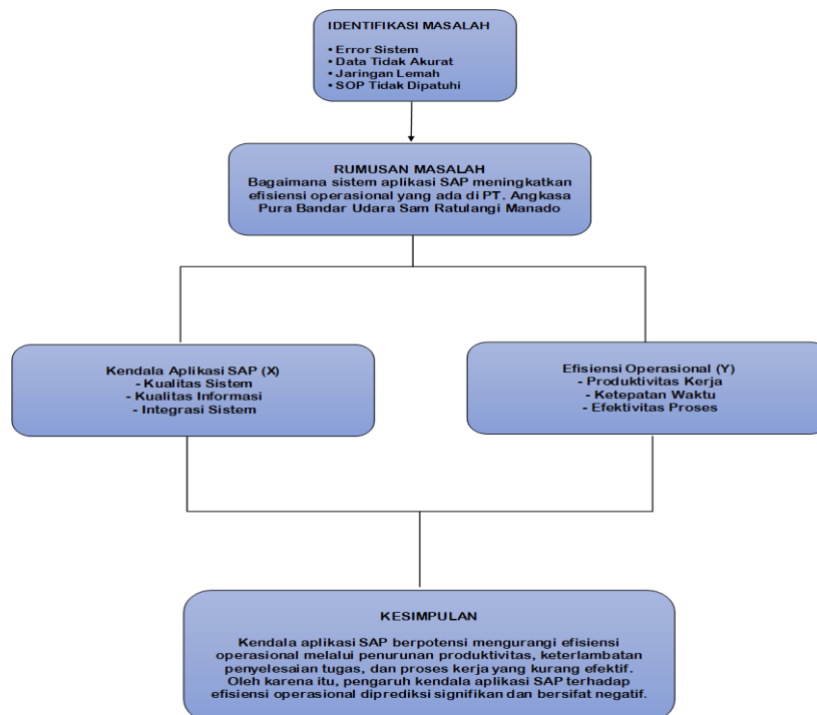 IDENTIFIKASI MASALAH
• Error Sistem
• Data Tidak Akurat
• Jaringan Lemah
• SOP Tidak Dipatuhi
RUMUSAN MASALAH
Bagaimana sistem aplikasi SAP meningkatkan
efisiensi operasional yang ada di PT. Angkasa
Pura Bandar Udara Sam Ratulangi Manado
Kendala Aplikasi SAP (X)
- Kualitas Sistem
- Kualitas Informasi
- Integrasi Sistem
Efisiensi Operasional (Y)
- Produktivitas Kerja
- Ketepatan Waktu
- Efektivitas Proses
KESIMPULAN
Kendala aplikasi SAP berpotensi mengurangi efisiensi
operasional melalui penurunan produktivitas, keterlambatan
penyelesaian tugas, dan proses kerja yang kurang efektif.
Oleh karena itu, pengaruh kendala aplikasi SAP terhadap
efisiensi operasional diprediksi signifikan dan bersifat negatif.